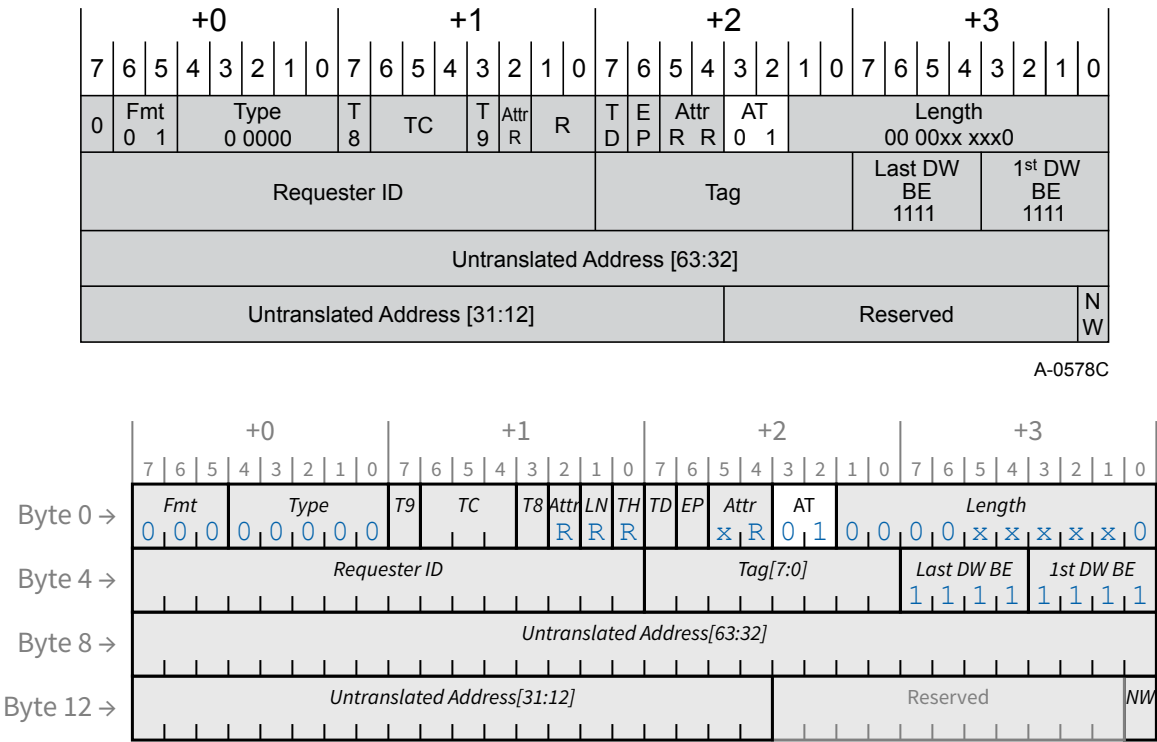 +0 +1 +2 +3
7 6 5 4 3 2 1 0 7 6 5 4 3 2 1 0 7 6 5 4 3 2 1 0 7 6 5 4 3 2 1 0
0 Fmt Type T TC T Attr R T E Attr AT Length
0 1 0 0000 8 9 R D P R R 0 1 00 00xx xxx0
Requester ID Tag Last DW 1st DW
BE BE
1111 1111
Untranslated Address [63:32]
Untranslated Address [31:12] Reserved N
W
A-0578C
+0 +1 +2 +3
7 6 5 4 3 2 1 0 7 6 5 4 3 2 1 0 7 6 5 4 3 2 1 0 7 6 5 4 3 2 1 0
Byte 0 → Fmt Type T9 TC T8 Attr LN TH TD EP Attr AT Length
0 0 0 0 0 0 0 0 R R R x R 0 1 0 0 0 0 x x x x x 0
Byte 4 → Requester ID Tag[7:0] Last DW BE 1st DW BE
1 1 1 1 1 1 1 1
Byte 8 → Untranslated Address[63:32]
Byte 12 → Untranslated Address[31:12] Reserved NW